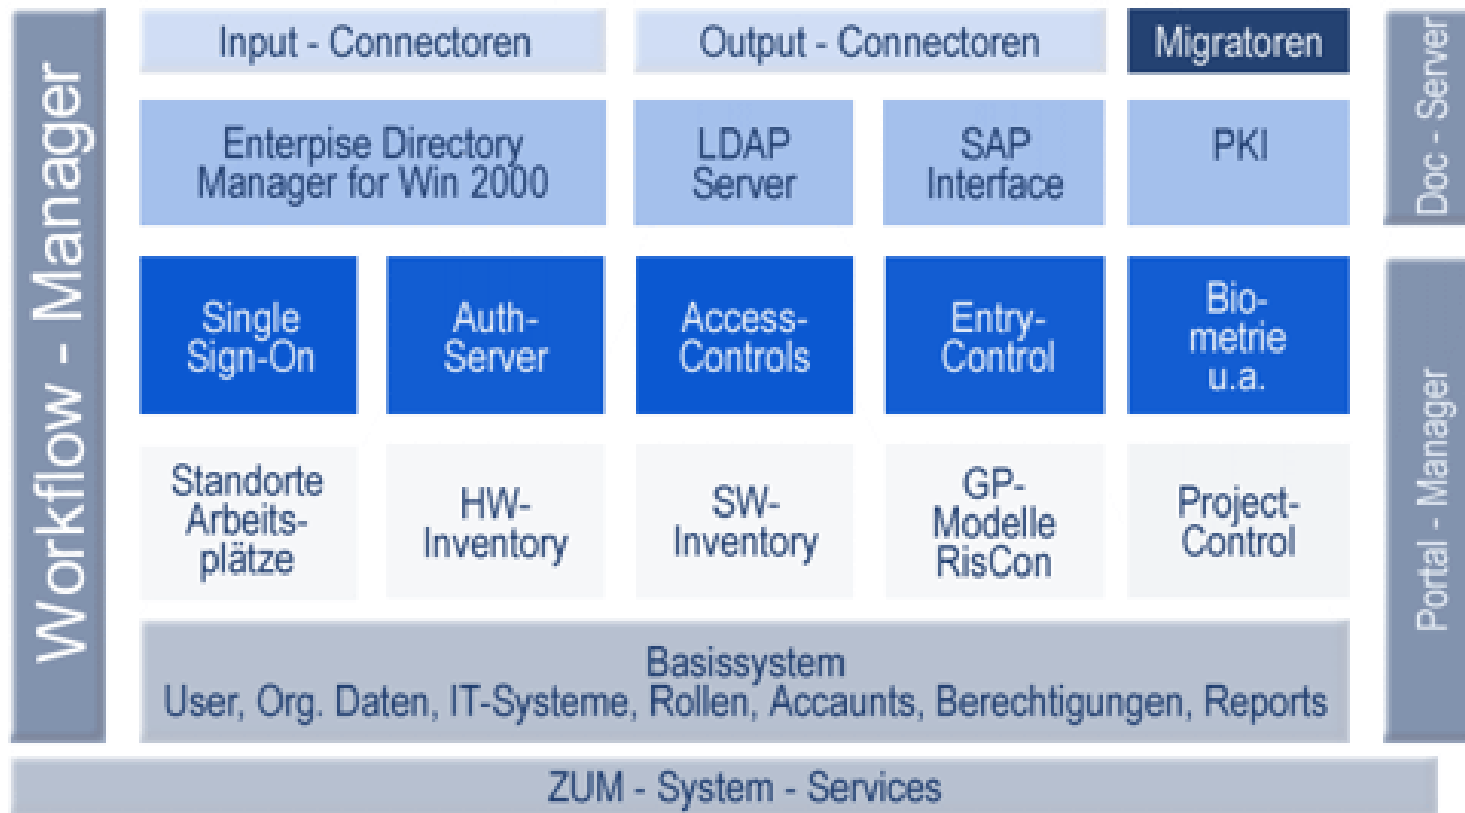 Workflow - Manager
Input - Connectoren
Output - Connectoren
Migratoren
Doc - Server
Enterpise Directory
Manager for Win 2000
LDAP
Server
SAP
Interface
PKI
Single
Sign-On
Auth-
Server
Access-
Controls
Entry-
Control
Bio-
metrie
u.a.
Portal - Manager
Standorte
Arbeits-
plätze
HW-
Inventory
SW-
Inventory
GP-
Modelle
RisCon
Project-
Control
Basissystem
User, Org. Daten, IT-Systeme, Rollen, Accaunts, Berechtigungen, Reports
ZUM - System - Services